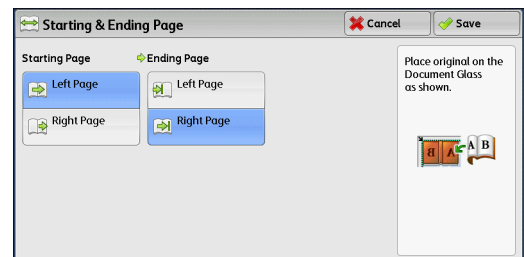 Starting & Ending Page
Cancel
Save
Starting Page
Ending Page
Left Page
Right Page
Left Page
Right Page
Place original on the
Document Glass
as shown.
B A
A B